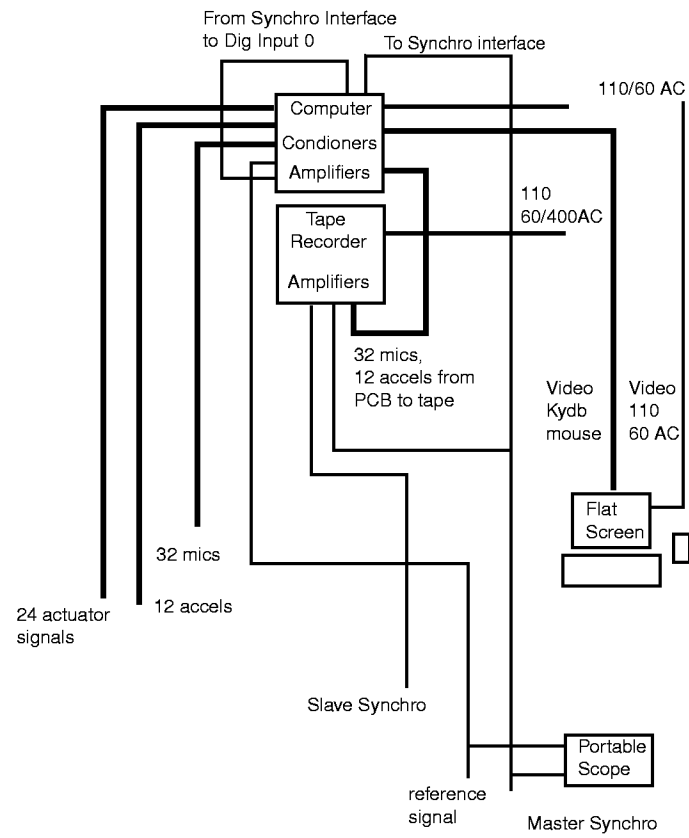 From Synchro Interface
to Dig Input 0
To Synchro interface
110/60 AC
Computer
Condioners
Amplifiers
110
60/400AC
Tape
Recorder
Amplifiers
32 mics,
12 accels from
PCB to tape
Video
Kydb
mouse
Video
110
60 AC
Flat
Screen
32 mics
12 accels
24 actuator
signals
Slave Synchro
Portable
Scope
reference
signal
Master Synchro